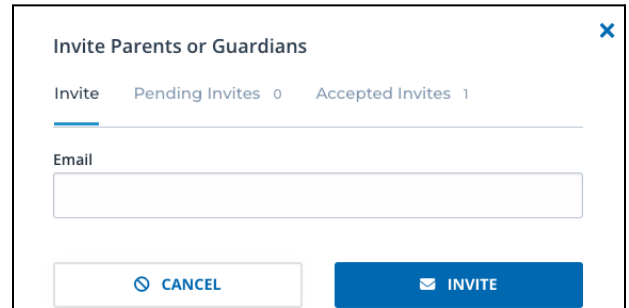 Invite Parents or Guardians
Invite Pending Invites 0 Accepted Invites 1
Email
CANCEL INVITE